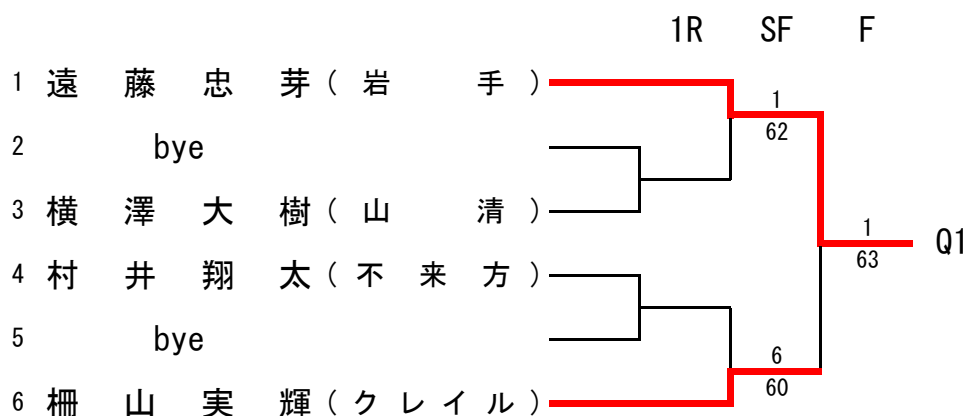 1R SF F
1 遠藤忠芽(岩手)
1
62
2 bye
3 横澤大樹(山清)
1
63
Q1
4 村井翔太(不来方)
5 bye
6
60
6 柵山実輝(クレイル)